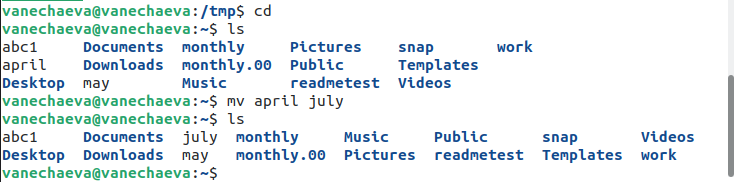 vanechaeva@vanechaeva:/tmp$ cd
vanechaeva@vanechaeva:~$ ls
abc1     Documents  monthly     Pictures    snap       work
april    Downloads  monthly.00  Public      Templates
Desktop  may        Music       readmetest  Videos
vanechaeva@vanechaeva:~$ mv april july
vanechaeva@vanechaeva:~$ ls
abc1     Documents  july  monthly     Music     Public      snap       Videos
Desktop  Downloads  may   monthly.00  Pictures  readmetest  Templates  work
vanechaeva@vanechaeva:~$